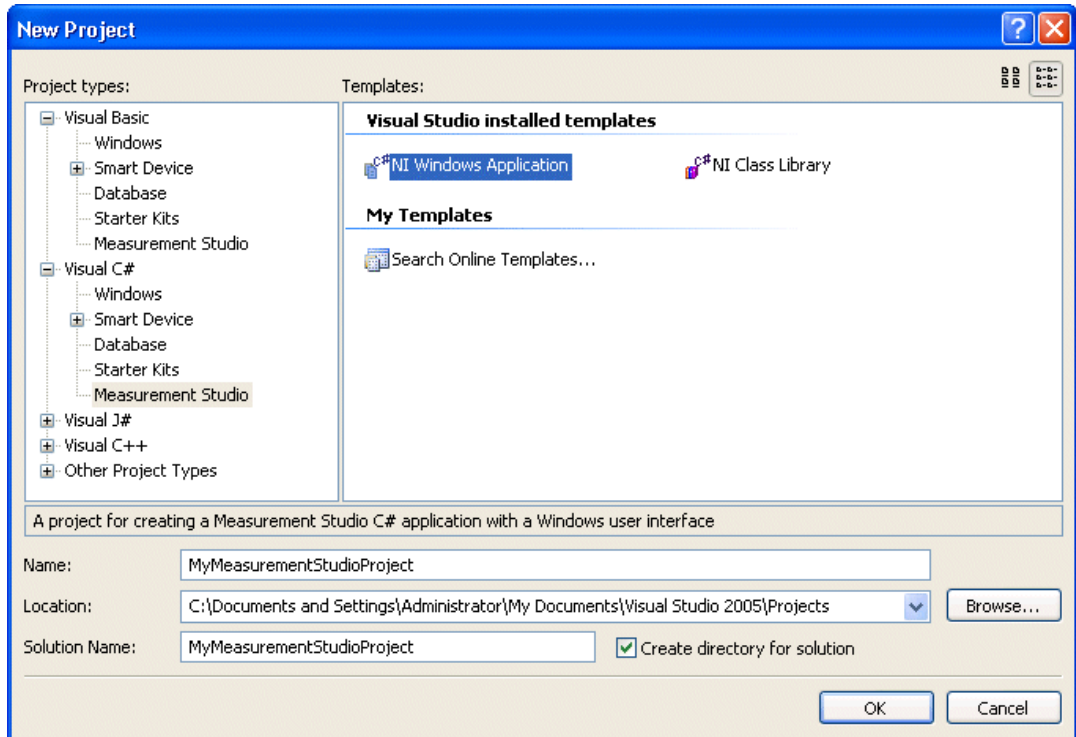 New Project
Project types:
Templates:
Visual Basic
Windows
Smart Device
Database
Starter Kits
Measurement Studio
Visual C#
Windows
Smart Device
Database
Starter Kits
Measurement Studio
Visual J#
Visual C++
Other Project Types
Visual Studio installed templates
NI Windows Application
NI Class Library
My Templates
Search Online Templates...
A project for creating a Measurement Studio C# application with a Windows user interface
Name:
MyMeasurementStudioProject
Location:
C:\Documents and Settings\Administrator\My Documents\Visual Studio 2005\Projects
Browse...
Solution Name:
MyMeasurementStudioProject
Create directory for solution
OK
Cancel